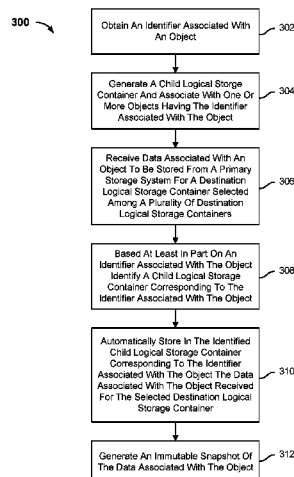 300
Obtain An Identifier Associated With
An Object
302
Generate A Child Logical Storge
Container And Associate With One Or
More Objects Having The Identifier
Associated With The Object
304
Receive Data Associated With An
Object To Be Stored From A Primary
Storage System For A Destination
Logical Storage Container Selected
Among A Plurality Of Destination
Logical Storage Containers
306
Based At Least In Part On An
Identifier Associated With The Object
Identify A Child Logical Storage
Container Corresponding To The
Identifier Associated With The Object
308
Automatically Store In The Identified
Child Logical Storage Container
Corresponding To The Identifier
Associated With The Object The Data
Associated With The Object Received
For The Selected Destination Logical
Storage Container
310
Generate An Immutable Snapshot Of
The Data Associated With The Object
312